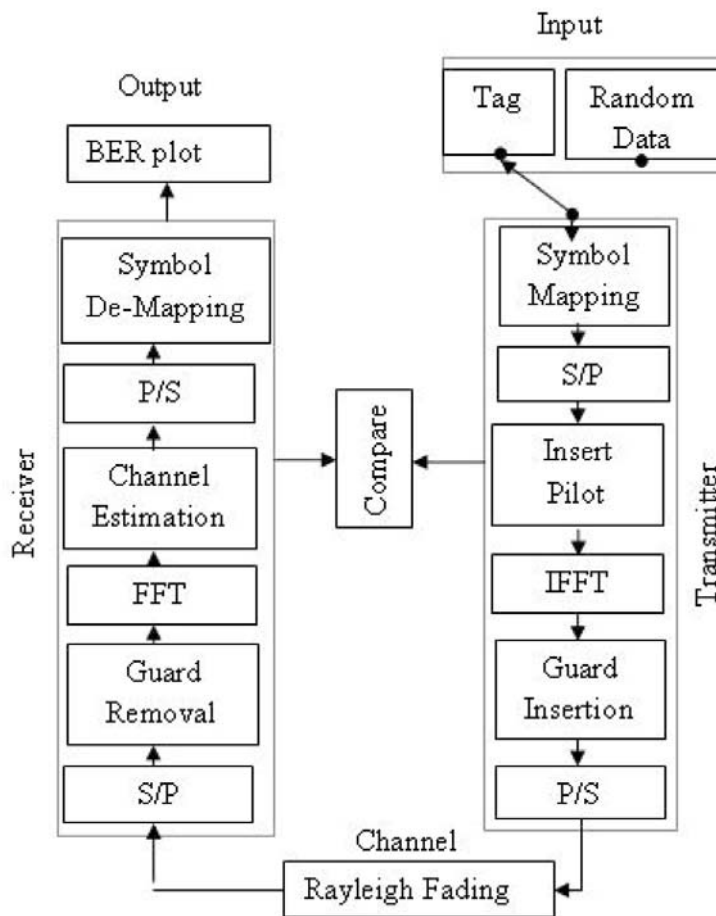 Input
Tag
Random
Data
Output
BER plot
Symbol
De-Mapping
P/S
Channel
Estimation
FFT
Guard
Removal
S/P
Receiver
Compare
Symbol
Mapping
S/P
Insert
Pilot
IFFT
Guard
Insertion
P/S
Transmitter
Channel
Rayleigh Fading